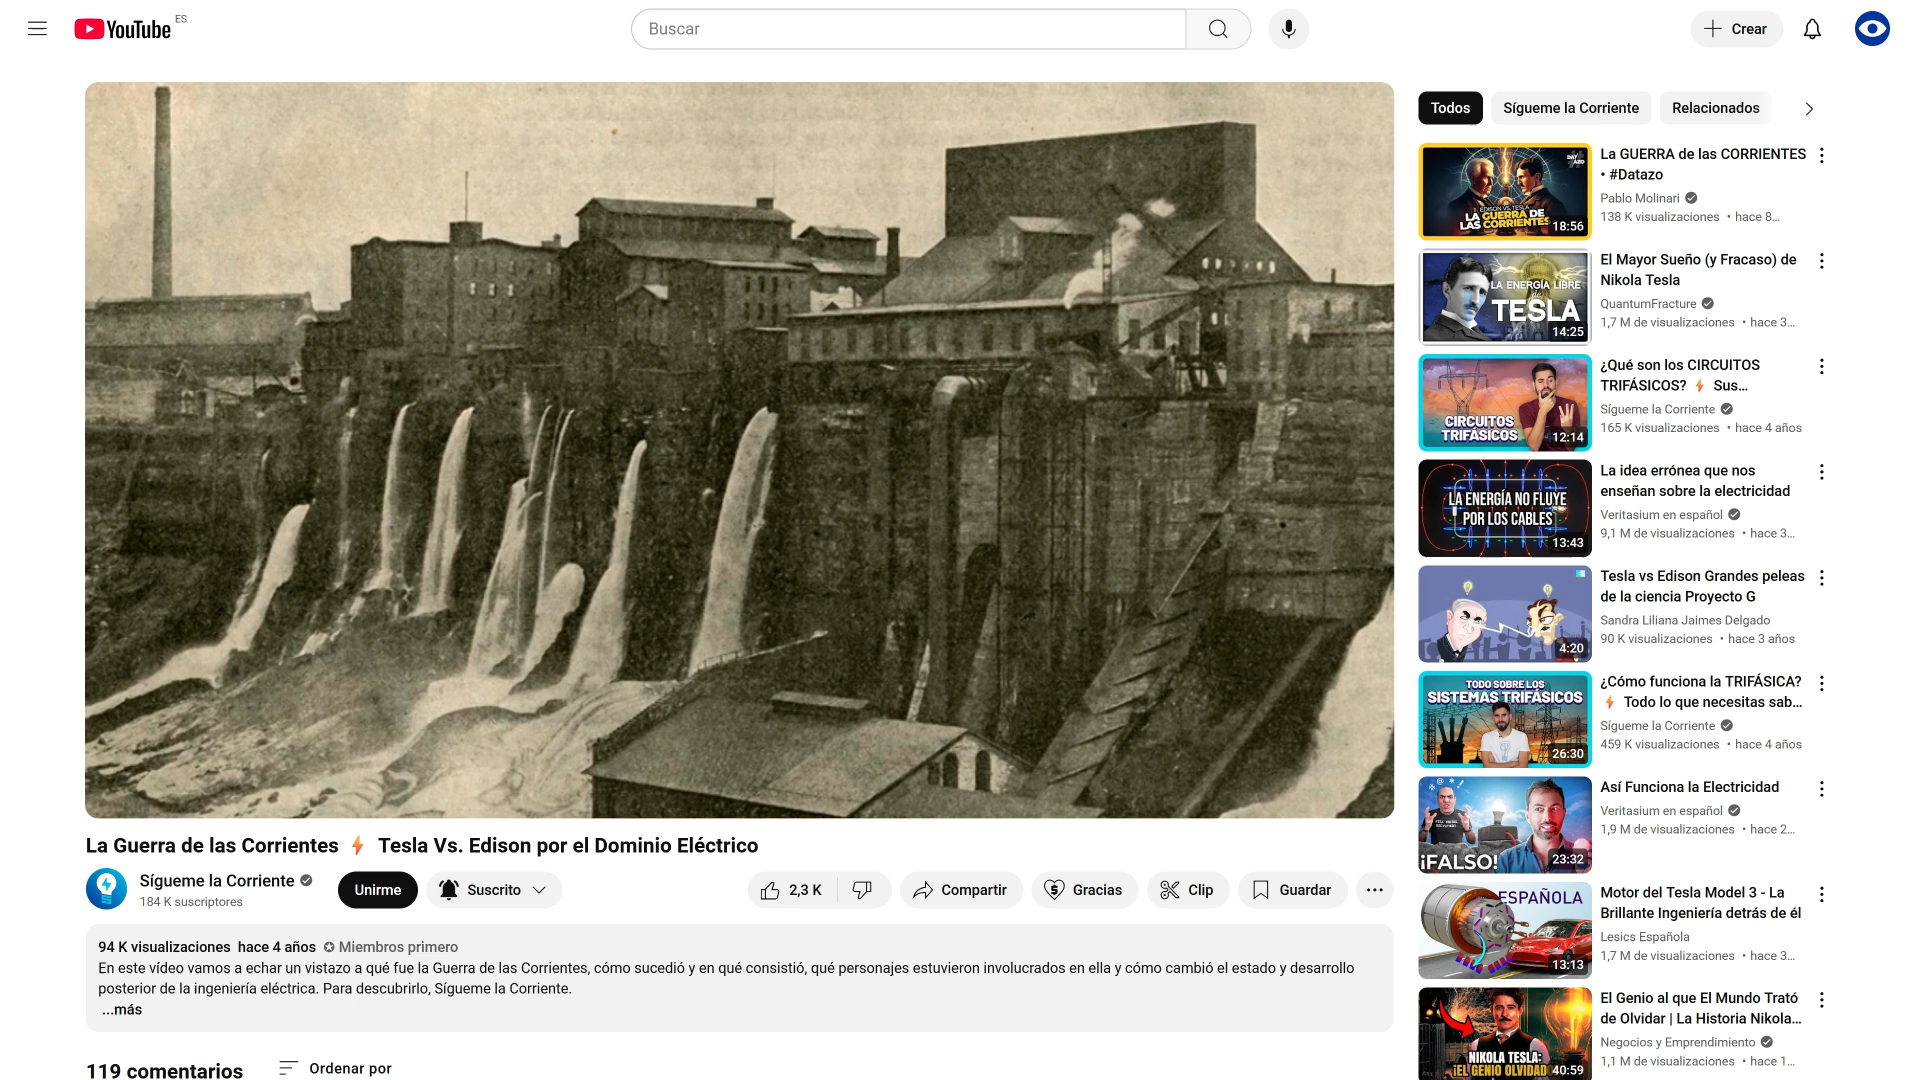 YouTube ES
Buscar
Crear
Todos
Sígueme la Corriente
Relacionados
La GUERRA de las CORRIENTES
• #Datazo
Pablo Molinari
138 K visualizaciones • hace 8...
EDISON VS. TESLA
LA GUERRA DE
LAS CORRIENTES
18:56
El Mayor Sueño (y Fracaso) de
Nikola Tesla
QuantumFracture
1,7 M de visualizaciones • hace 3...
LA ENERGÍA LIBRE
de
TESLA
14:25
¿Qué son los CIRCUITOS
TRIFÁSICOS? ⚡ Sus...
Sígueme la Corriente
165 K visualizaciones • hace 4 años
CIRCUITOS
TRIFÁSICOS
12:14
La idea errónea que nos
enseñan sobre la electricidad
Veritasium en español
9,1 M de visualizaciones • hace 3...
LA ENERGÍA NO FLUYE
POR LOS CABLES
13:43
Tesla vs Edison Grandes peleas
de la ciencia Proyecto G
Sandra Liliana Jaimes Delgado
90 K visualizaciones • hace 3 años
4:20
¿Cómo funciona la TRIFÁSICA?
⚡ Todo lo que necesitas sab...
Sígueme la Corriente
459 K visualizaciones • hace 4 años
TODO SOBRE LOS
SISTEMAS TRIFÁSICOS
26:30
Así Funciona la Electricidad
Veritasium en español
1,9 M de visualizaciones • hace 2...
¡FALSO!
23:32
Motor del Tesla Model 3 - La
Brillante Ingeniería detrás de él
Lesics Española
1,7 M de visualizaciones • hace 3...
ESPAÑOLA
13:13
El Genio al que El Mundo Trató
de Olvidar | La Historia Nikola...
Negocios y Emprendimiento
1,1 M de visualizaciones • hace 1...
NIKOLA TESLA:
¡EL GENIO OLVIDAD
40:59
La Guerra de las Corrientes ⚡ Tesla Vs. Edison por el Dominio Eléctrico
Sígueme la Corriente
184 K suscriptores
Unirme
Suscrito
2,3 K
Compartir
Gracias
Clip
Guardar
94 K visualizaciones hace 4 años Miembros primero
En este vídeo vamos a echar un vistazo a qué fue la Guerra de las Corrientes, cómo sucedió y en qué consistió, qué personajes estuvieron involucrados en ella y cómo cambió el estado y desarrollo
posterior de la ingeniería eléctrica. Para descubrirlo, Sígueme la Corriente.
...más
119 comentarios
Ordenar por